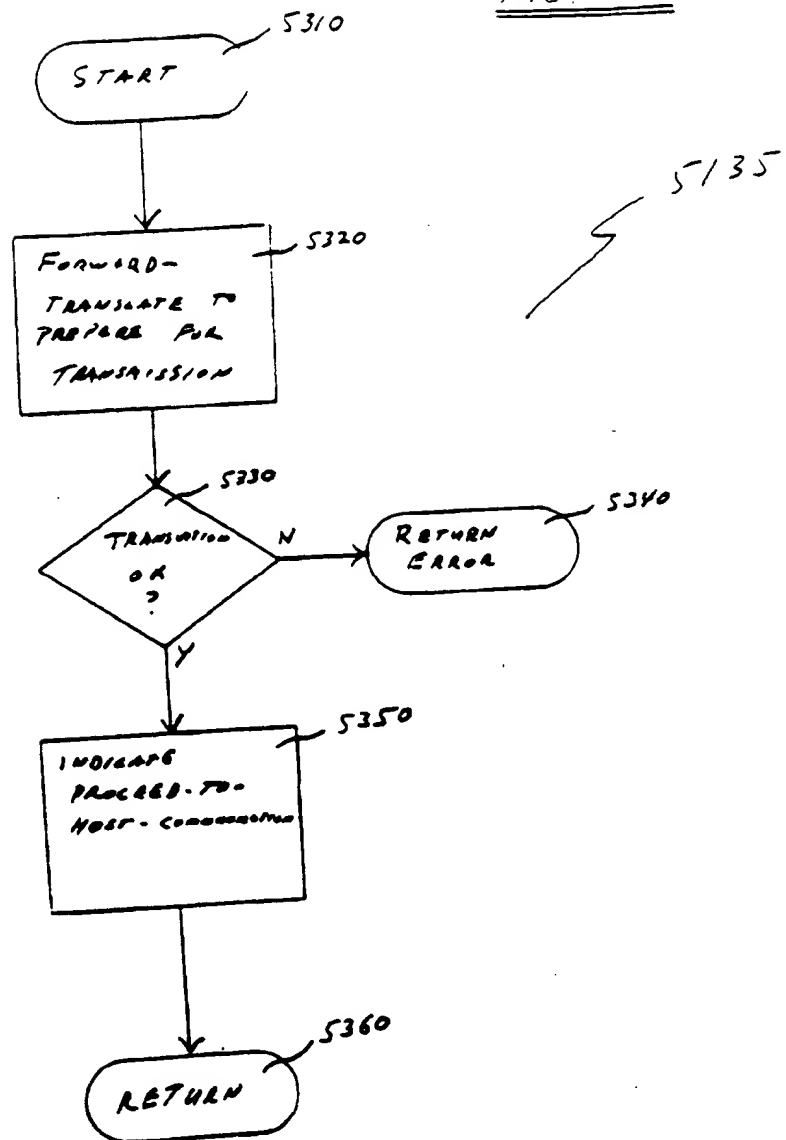 5310
START
5135
5320
FORWARD-
TRANSLATE TO
PREPARE FOR
TRANSMISSION
5330
TRANSLATION
OK
?
N
5340
RETURN
ERROR
Y
5350
INDICATE
PROCEED-TO-
HOST-COMMUNICATION
5360
RETURN